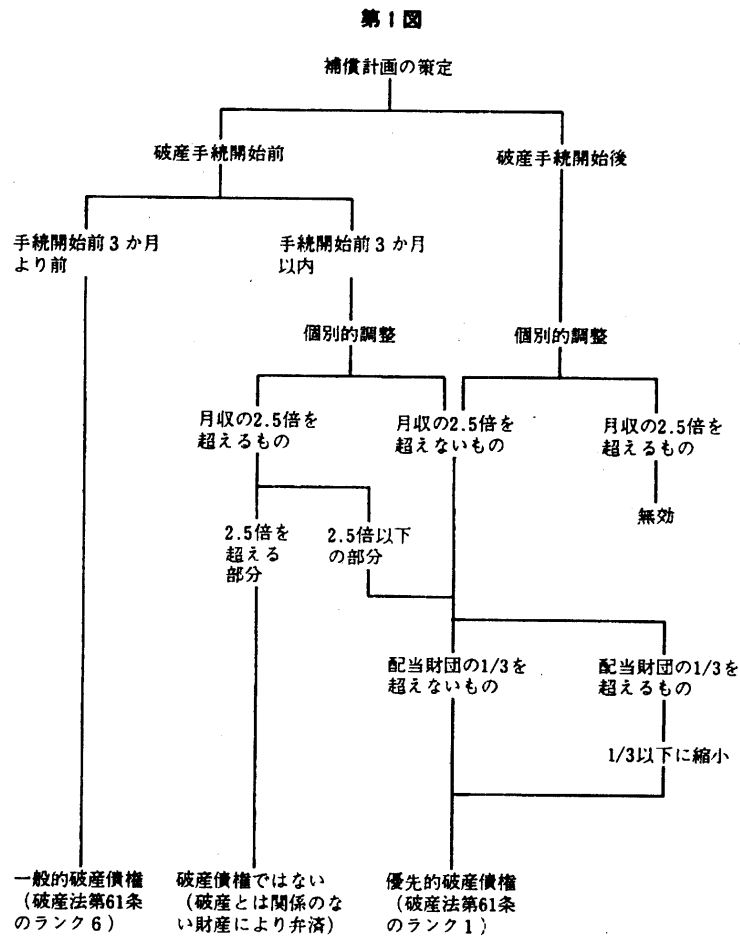 第1図
補償計画の策定
破産手続開始前
破産手続開始後
手続開始前3か月
より前
手続開始前3か月
以内
個別的調整
個別的調整
月収の2.5倍を
超えるもの
月収の2.5倍を
超えないもの
月収の2.5倍を
超えるもの
無効
2.5倍を
超える
部分
2.5倍以下
の部分
配当財団の1/3を
超えないもの
配当財団の1/3を
超えるもの
1/3以下に縮小
一般的破産債権
(破産法第61条
のランク6)
破産債権ではない
(破産とは関係のな
い財産により弁済)
優先的破産債権
(破産法第61条
のランク1)